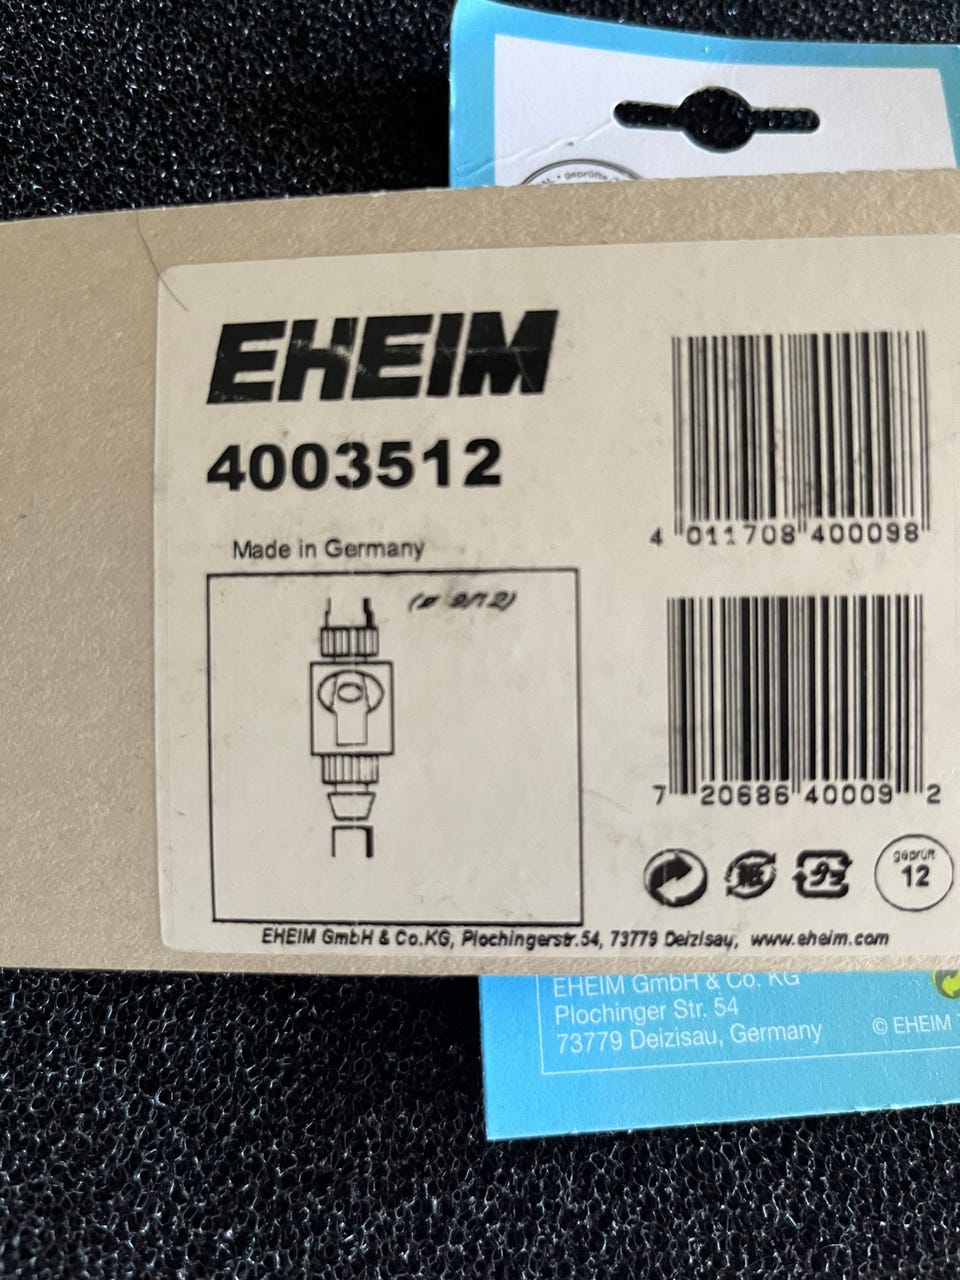 geprüfte
EHEIM
4003512
Made in Germany
(ø 9/12)
4 011708 400098
7 20686 40009 2
geprüft
12
EHEIM GmbH & Co.KG, Plochingerstr.54, 73779 Deizisau, www.eheim.com
EHEIM GmbH & Co. KG
Plochinger Str. 54
73779 Deizisau, Germany
© EHEIM